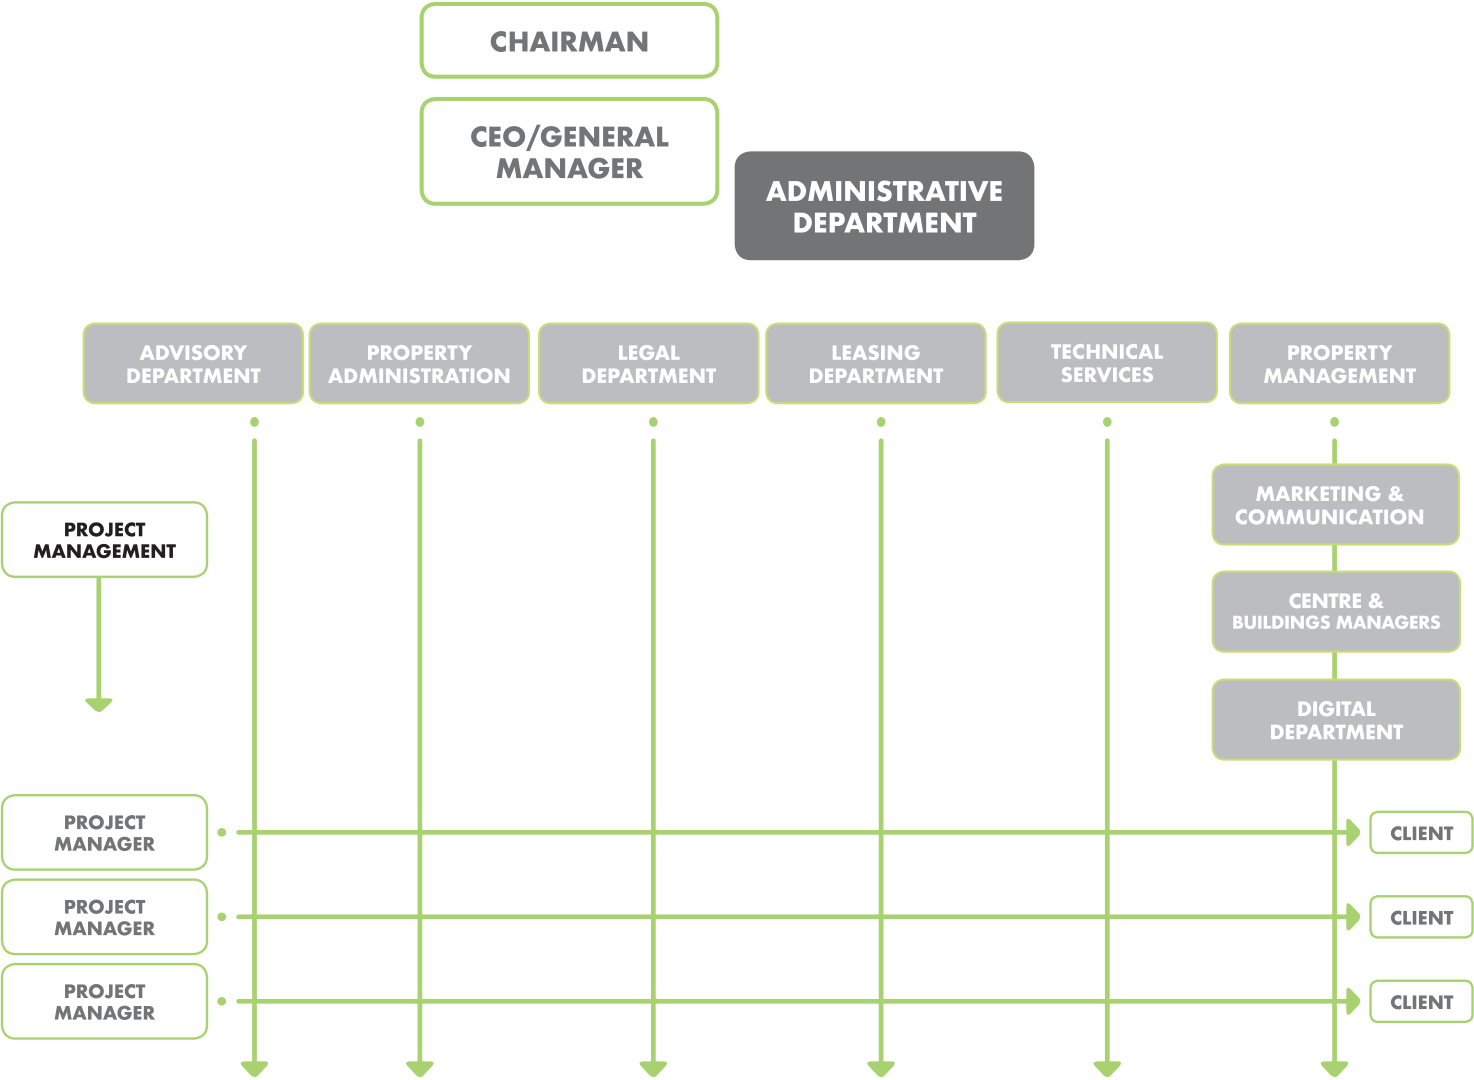 CHAIRMAN
CEO/GENERAL
MANAGER
ADMINISTRATIVE
DEPARTMENT
ADVISORY
DEPARTMENT
PROPERTY
ADMINISTRATION
LEGAL
DEPARTMENT
LEASING
DEPARTMENT
TECHNICAL
SERVICES
PROPERTY
MANAGEMENT
MARKETING &
COMMUNICATION
PROJECT
MANAGEMENT
CENTRE &
BUILDINGS MANAGERS
DIGITAL
DEPARTMENT
PROJECT
MANAGER
CLIENT
PROJECT
MANAGER
CLIENT
PROJECT
MANAGER
CLIENT